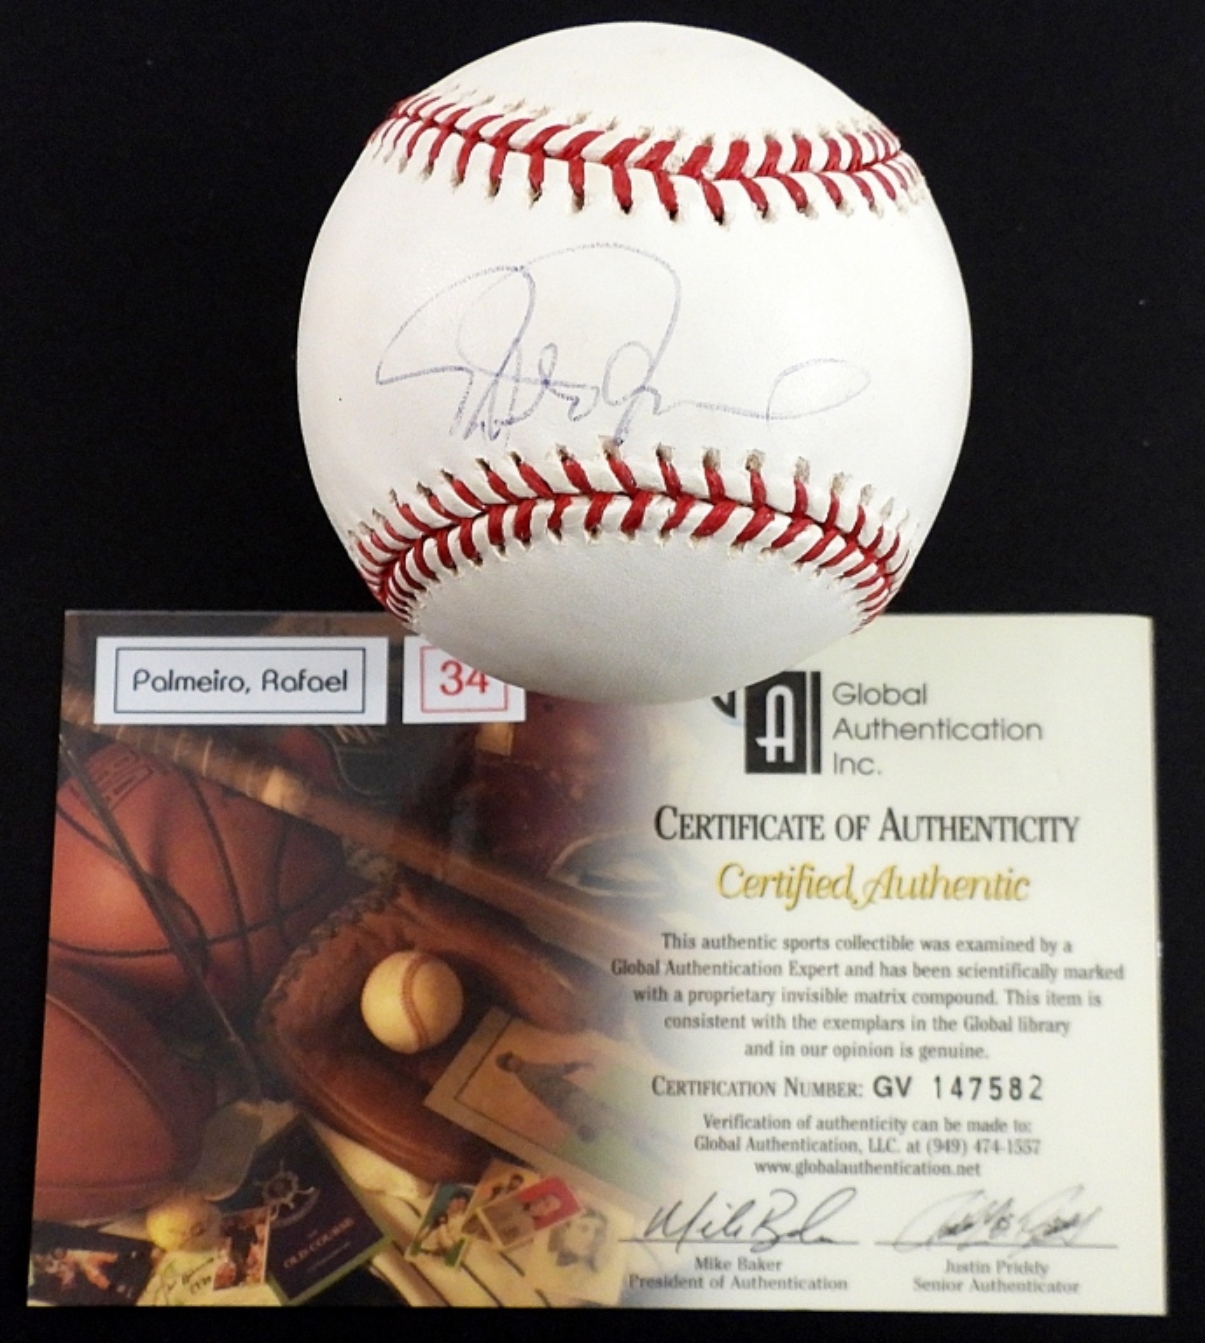 Palmeiro, Rafael
34
A
Global
Authentication
Inc.
CERTIFICATE OF AUTHENTICITY
Certified Authentic
This authentic sports collectible was examined by a
Global Authentication Expert and has been scientifically marked
with a proprietary invisible matrix compound. This item is
consistent with the exemplars in the Global library
and in our opinion is genuine.
CERTIFICATION NUMBER: GV 147582
Verification of authenticity can be made to:
Global Authentication, LLC. at (949) 474-1557
www.globalauthentication.net
Mike Baker
Mike Baker
President of Authentication
Justin Priddy
Senior Authenticator
OLD COURSE